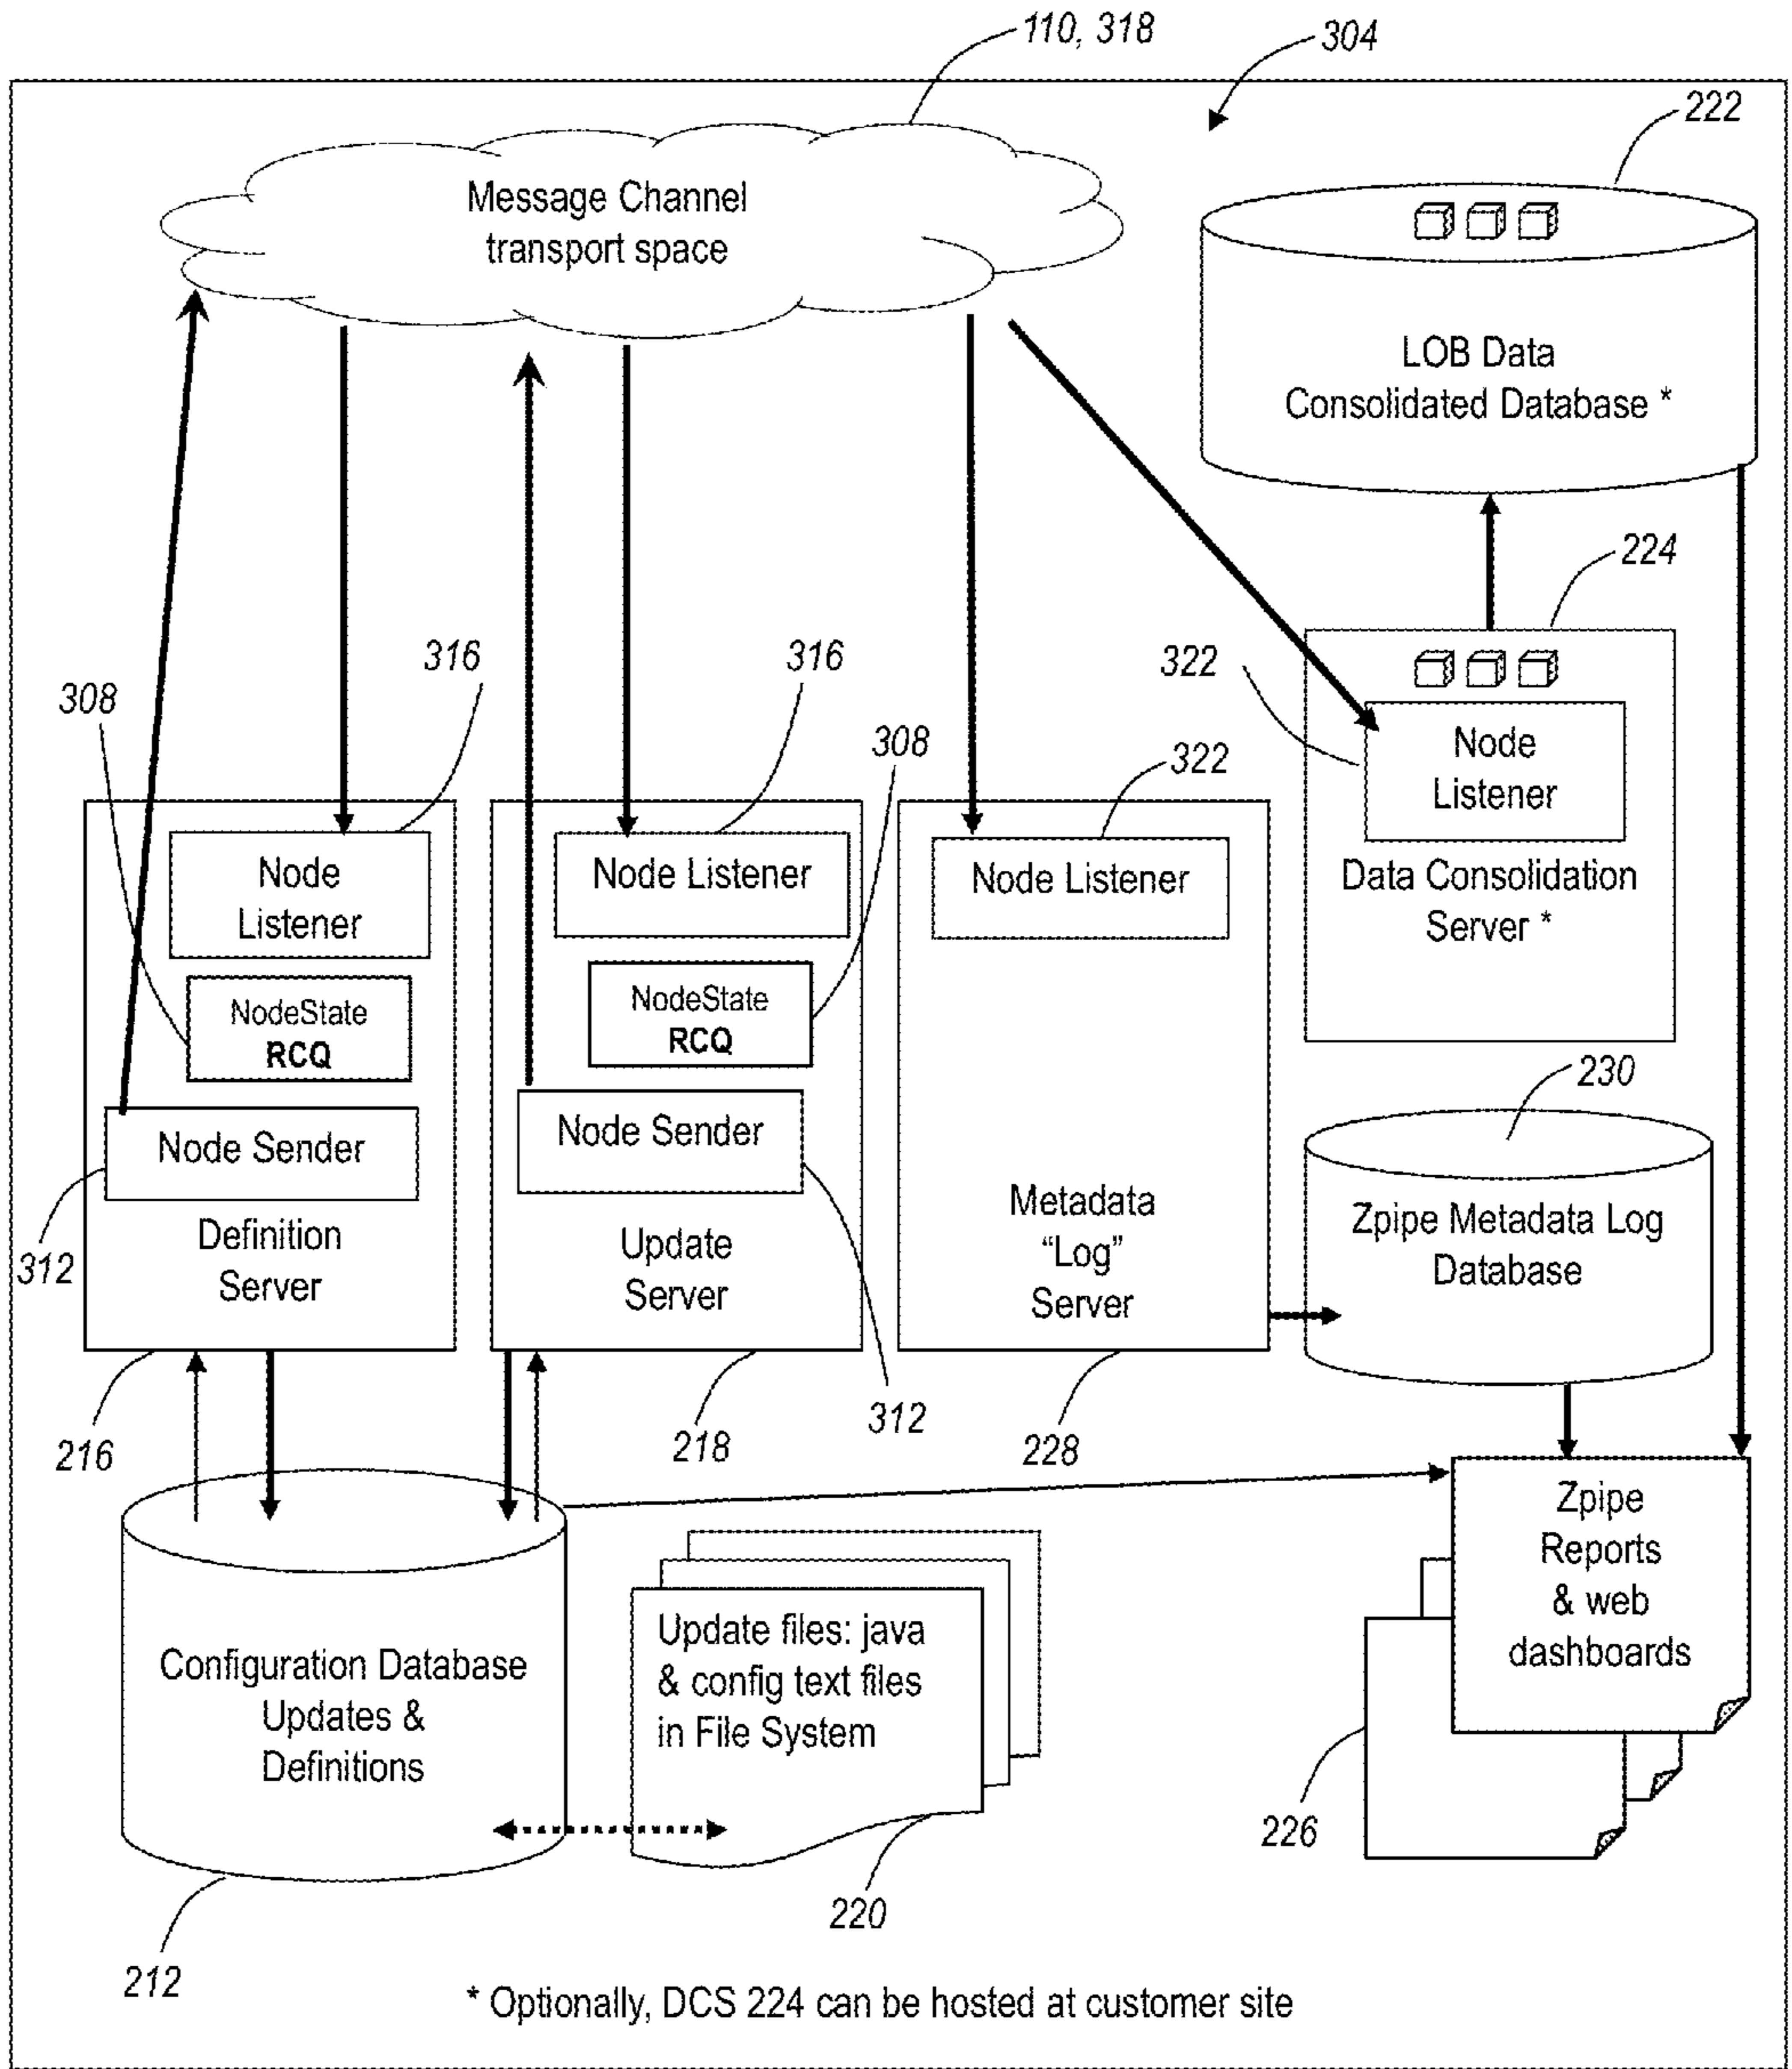 110, 318
304
222
Message Channel
transport space
LOB Data
Consolidated Database *
224
316
316
322
308
308
322
Node
Listener
Node
Listener
Node Listener
Node Listener
Data Consolidation
Server *
NodeState
RCQ
NodeState
RCQ
230
Node Sender
Node Sender
Metadata
“Log”
Server
Zpipe Metadata Log
Database
312
Definition
Server
Update
Server
216
218
312
228
Zpipe
Reports
& web
dashboards
Configuration Database
Updates &
Definitions
Update files: java
& config text files
in File System
226
220
212
* Optionally, DCS 224 can be hosted at customer site